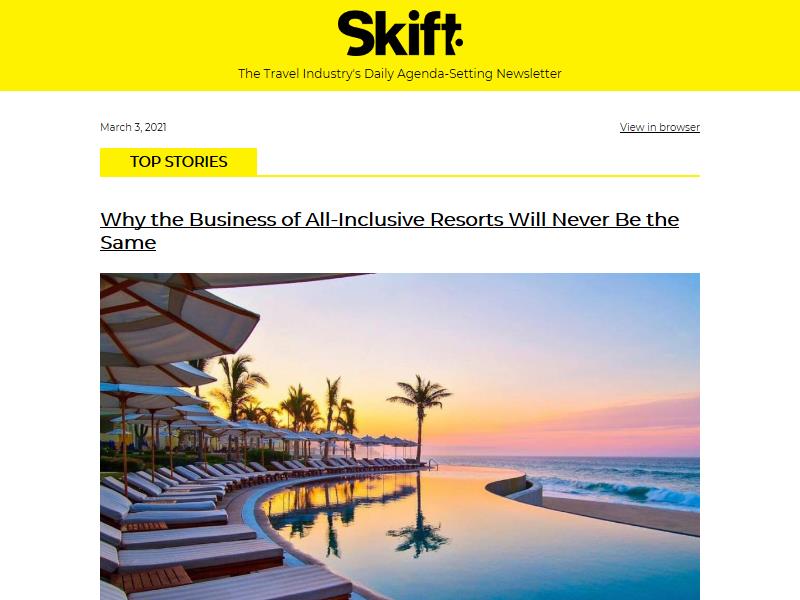 Skift
The Travel Industry's Daily Agenda-Setting Newsletter
March 3, 2021
View in browser
TOP STORIES
Why the Business of All-Inclusive Resorts Will Never Be the
Same